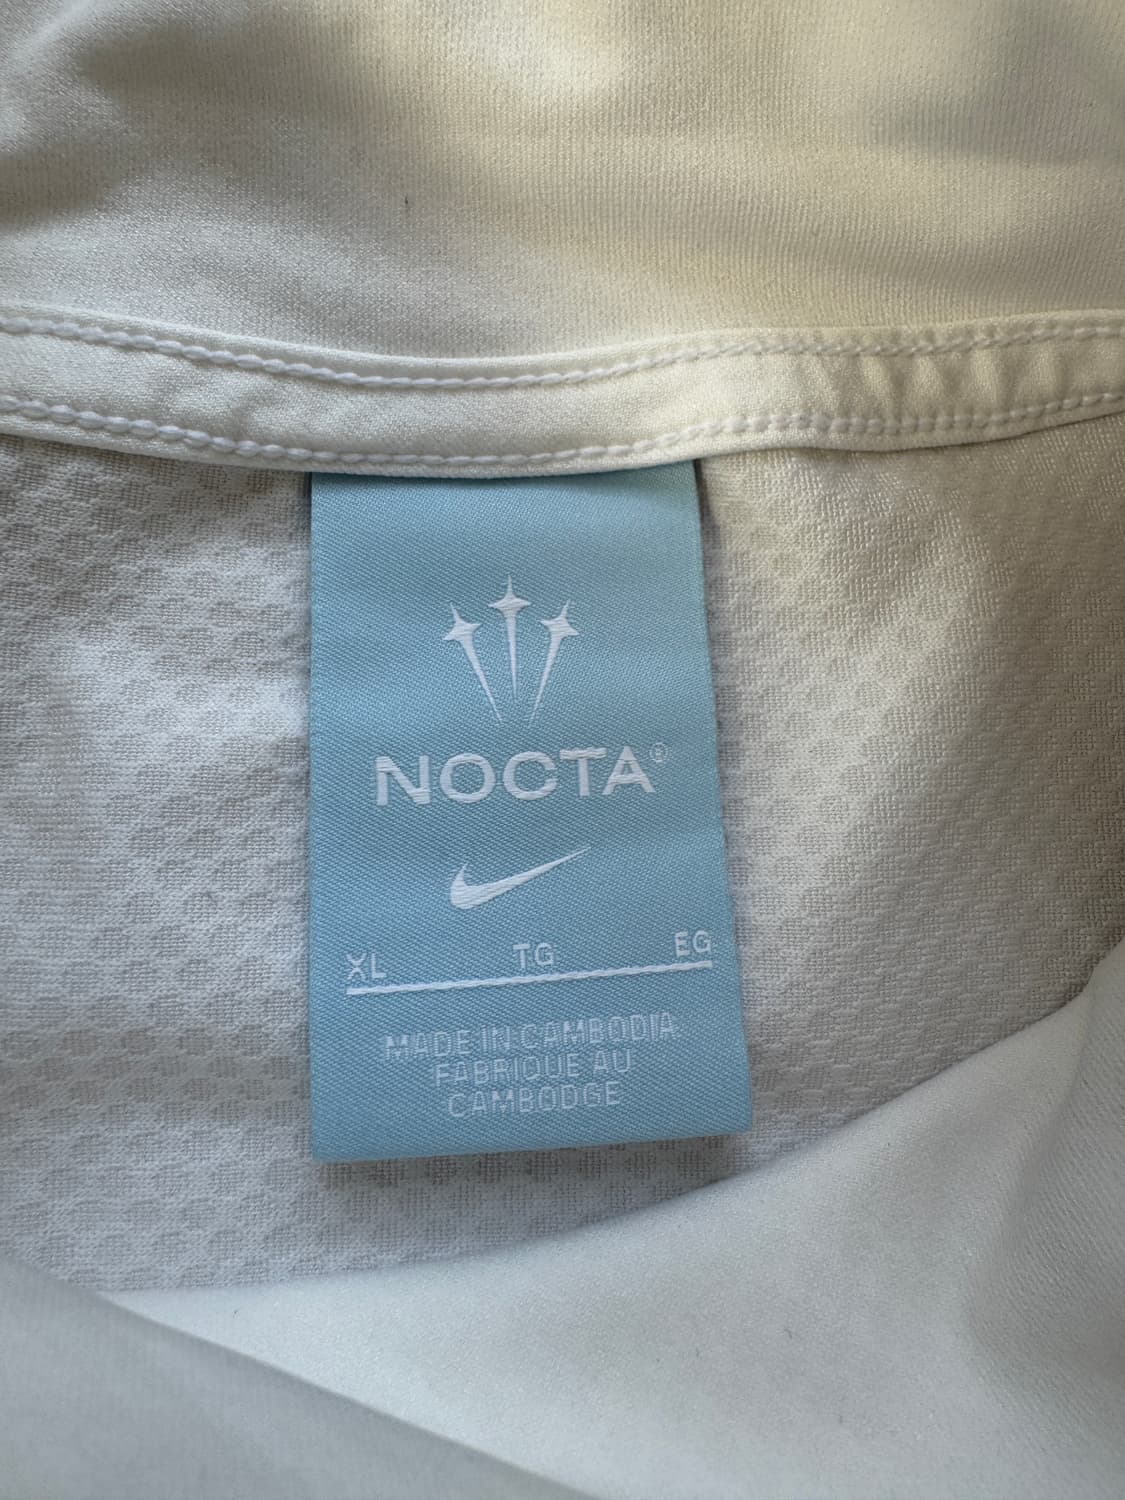 NOCTA®
XL TG EG
MADE IN CAMBODIA
FABRIQUE AU
CAMBODGE